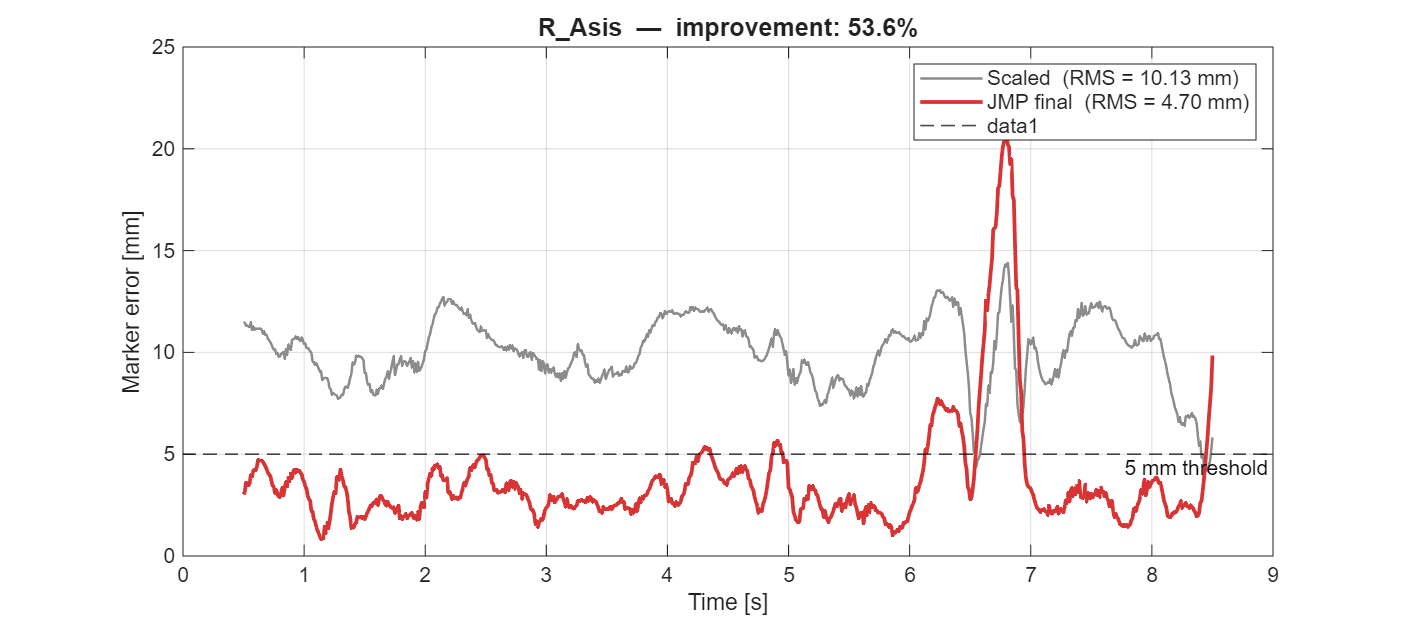 R_Asis — improvement: 53.6%
25
20
15
10
5
0
Marker error [mm]
Scaled (RMS = 10.13 mm)
JMP final (RMS = 4.70 mm)
data1
5 mm threshold
0 1 2 3 4 5 6 7 8 9
Time [s]